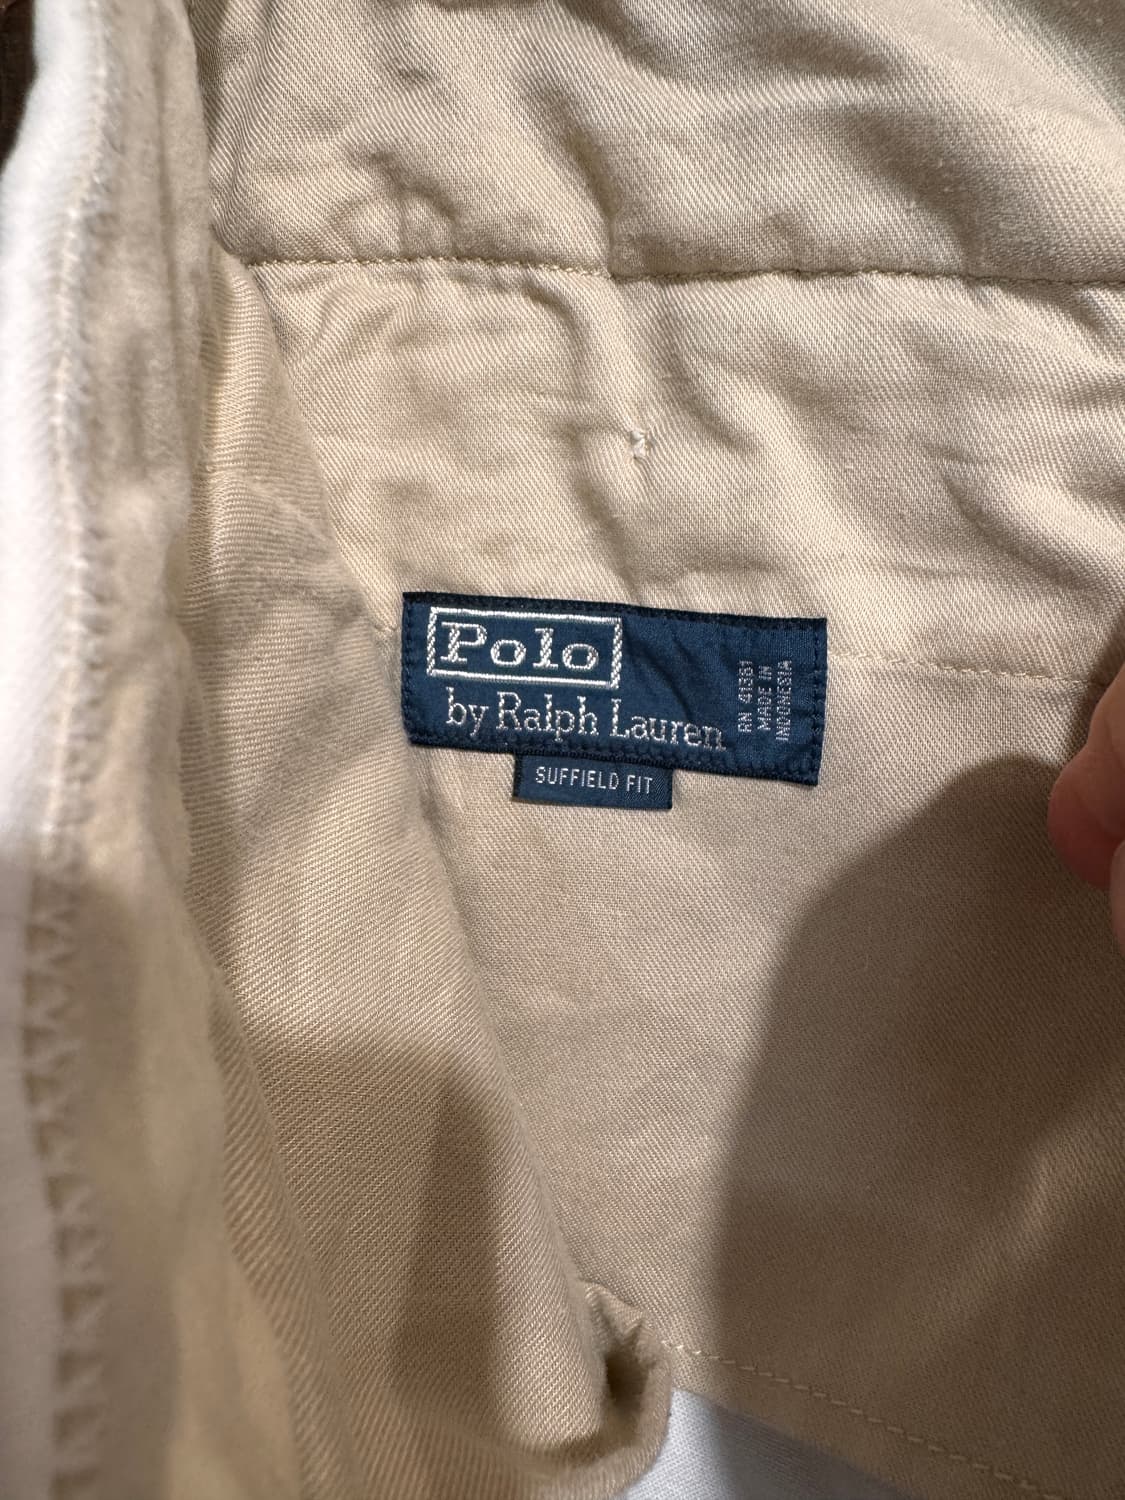 Polo
by Ralph Lauren
RN 41381
MADE IN
INDONESIA
SUFFIELD FIT